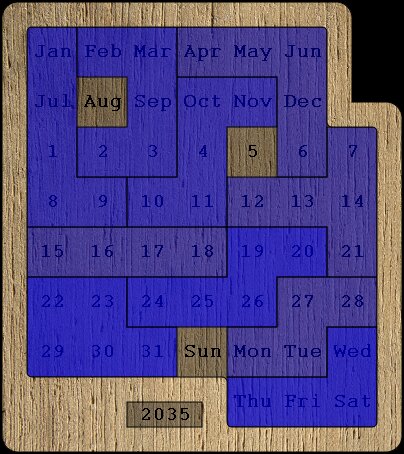 Jan Feb Mar Apr May Jun
Jul Aug Sep Oct Nov Dec
1 2 3 4 5 6 7
8 9 10 11 12 13 14
15 16 17 18 19 20 21
22 23 24 25 26 27 28
29 30 31 Sun Mon Tue Wed
Thu Fri Sat
2035